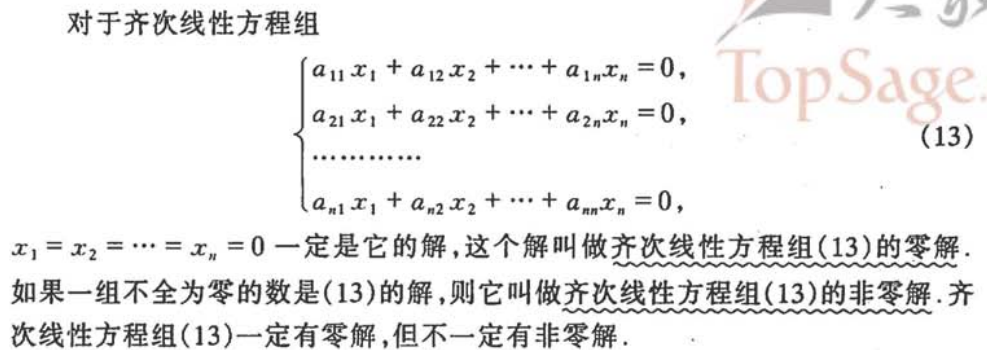 对于齐次线性方程组
a₁₁x₁ + a₁₂x₂ + ⋯ + a₁ₙxₙ = 0,
a₂₁x₁ + a₂₂x₂ + ⋯ + a₂ₙxₙ = 0,
(13)
…………
aₙ₁x₁ + aₙ₂x₂ + ⋯ + aₙₙxₙ = 0,
x₁ = x₂ = ⋯ = xₙ = 0 一定是它的解,这个解叫做齐次线性方程组(13)的零解.
如果一组不全为零的数是(13)的解,则它叫做齐次线性方程组(13)的非零解.齐
次线性方程组(13)一定有零解,但不一定有非零解.
TopSage.